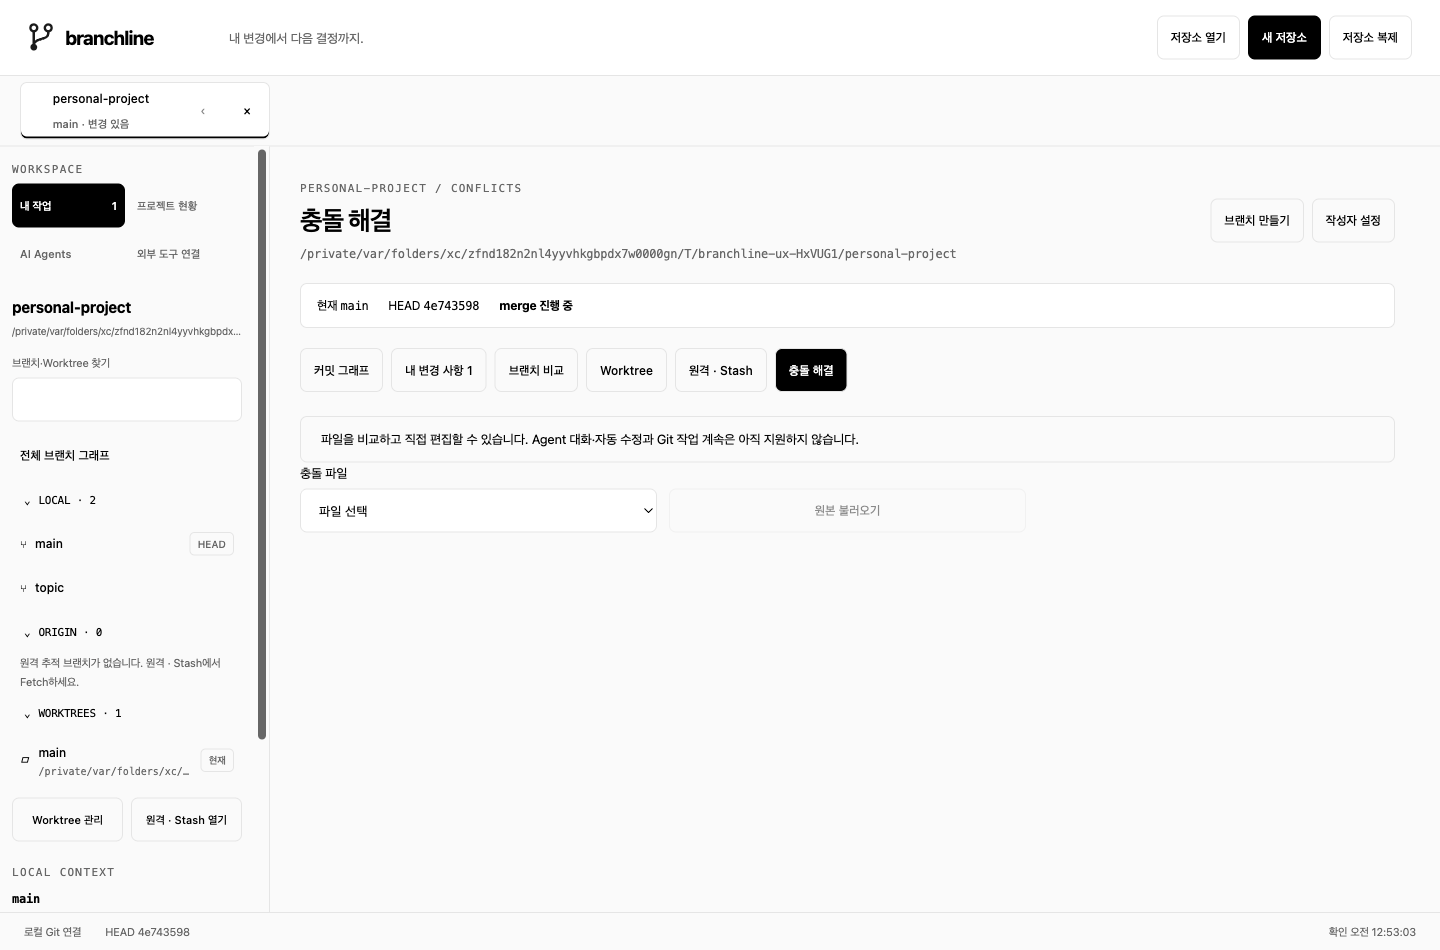 branchline
내 변경에서 다음 결정까지.
저장소 열기
새 저장소
저장소 복제
personal-project
main · 변경 있음
‹
×
WORKSPACE
내 작업 1
프로젝트 현황
AI Agents
외부 도구 연결
personal-project
/private/var/folders/xc/zfnd182n2nl4yyvhkgbpdx...
브랜치·Worktree 찾기
전체 브랜치 그래프
LOCAL · 2
main HEAD
topic
ORIGIN · 0
원격 추적 브랜치가 없습니다. 원격 · Stash에서
Fetch하세요.
WORKTREES · 1
main
/private/var/folders/xc/…
현재
Worktree 관리
원격 · Stash 열기
LOCAL CONTEXT
main
PERSONAL-PROJECT / CONFLICTS
충돌 해결
/private/var/folders/xc/zfnd182n2nl4yyvhkgbpdx7w0000gn/T/branchline-ux-HxVUG1/personal-project
브랜치 만들기
작성자 설정
현재 main HEAD 4e743598 merge 진행 중
커밋 그래프
내 변경 사항 1
브랜치 비교
Worktree
원격 · Stash
충돌 해결
파일을 비교하고 직접 편집할 수 있습니다. Agent 대화·자동 수정과 Git 작업 계속은 아직 지원하지 않습니다.
충돌 파일
파일 선택
원본 불러오기
로컬 Git 연결
HEAD 4e743598
확인 오전 12:53:03